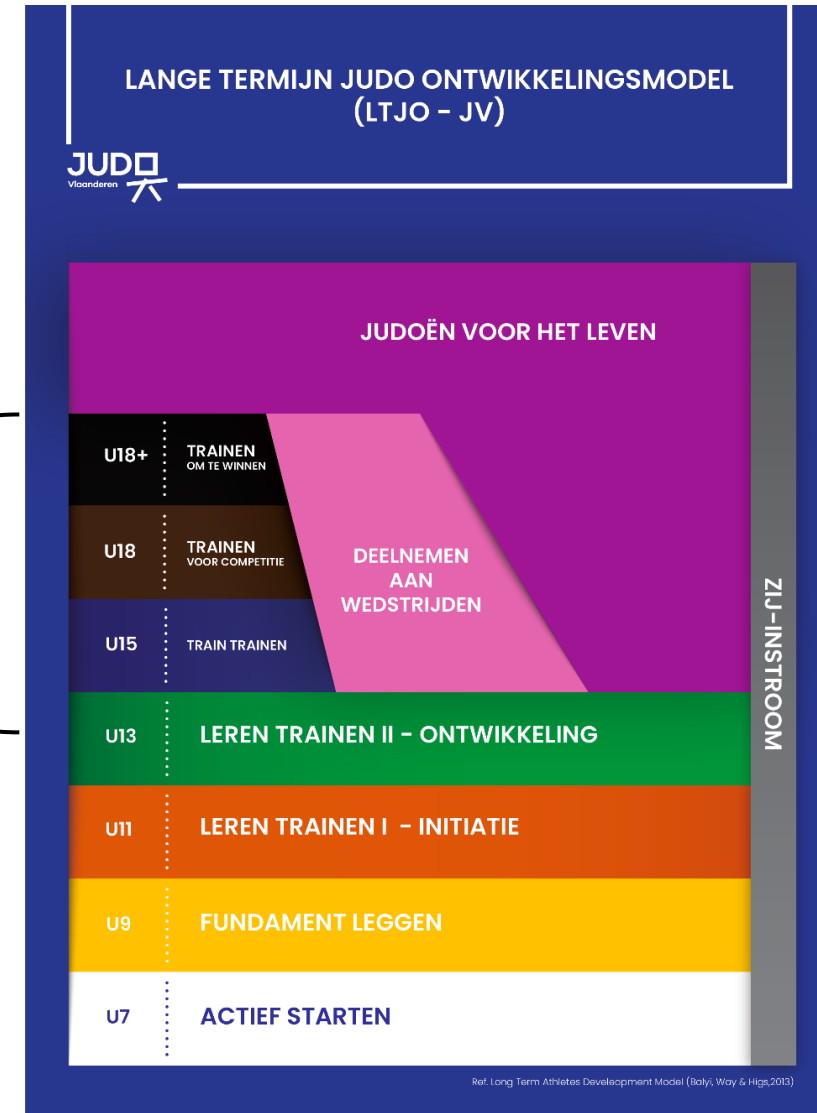 LANGE TERMIJN JUDO ONTWIKKELINGSMODEL
(LTJO - JV)
JUDO
Vlaanderen
JUDOËN VOOR HET LEVEN
U18+
TRAINEN
OM TE WINNEN
U18
TRAINEN
VOOR COMPETITIE
DEELNEMEN
AAN
WEDSTRIJDEN
U15
TRAIN TRAINEN
ZIJ-INSTROOM
U13
LEREN TRAINEN II - ONTWIKKELING
U11
LEREN TRAINEN I - INITIATIE
U9
FUNDAMENT LEGGEN
U7
ACTIEF STARTEN
Ref. Long Term Athletes Develeopment Model (Balyi, Way & Higs,2013)